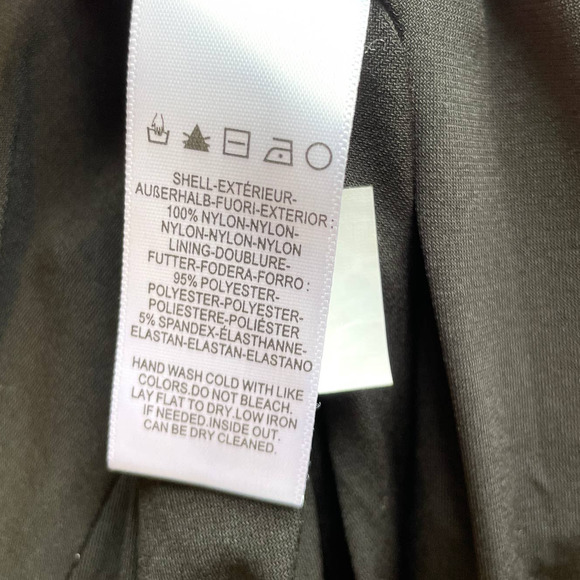 SHELL-EXTÉRIEUR-
AUßERHALB-FUORI-EXTERIOR :
100% NYLON-NYLON-
NYLON-NYLON-NYLON
LINING-DOUBLURE-
FUTTER-FODERA-FORRO :
95% POLYESTER-
POLYESTER-POLYESTER-
POLIESTERE-POLIÉSTER
5% SPANDEX-ÉLASTHANNE-
ELASTAN-ELASTAN-ELASTANO
HAND WASH COLD WITH LIKE
COLORS.DO NOT BLEACH.
LAY FLAT TO DRY.LOW IRON
IF NEEDED.INSIDE OUT.
CAN BE DRY CLEANED.